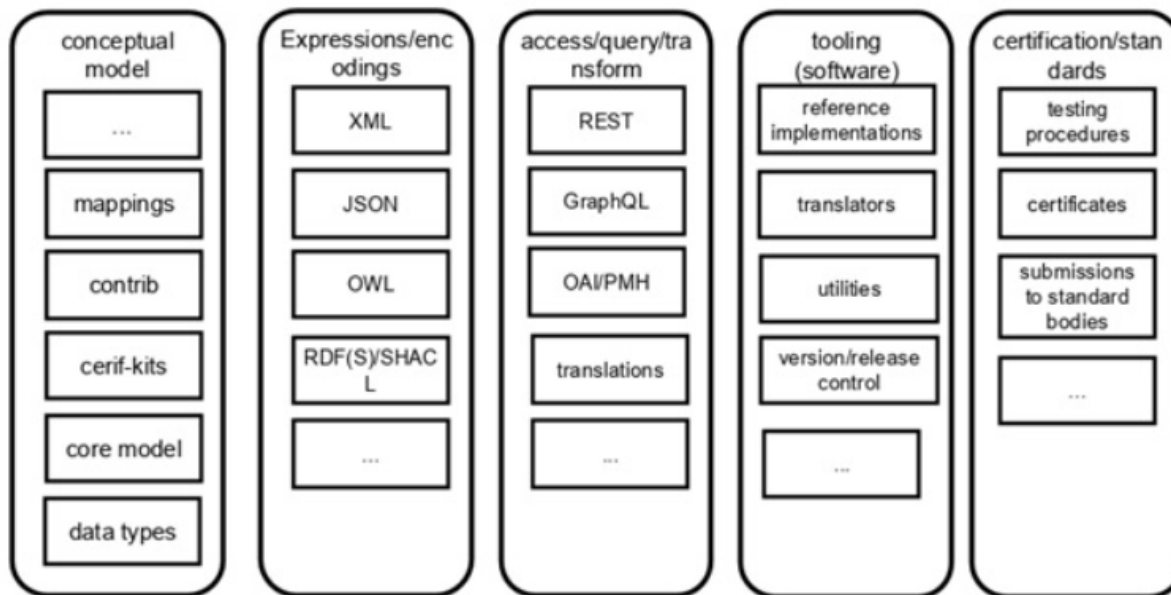 conceptual
model
...
mappings
contrib
cerif-kits
core model
data types
Expressions/enc
odings
XML
JSON
OWL
RDF(S)/SHAC
L
...
access/query/tra
nsform
REST
GraphQL
OAI/PMH
translations
...
tooling
(software)
reference
implementations
translators
utilities
version/release
control
...
certification/stan
dards
testing
procedures
certificates
submissions
to standard
bodies
...